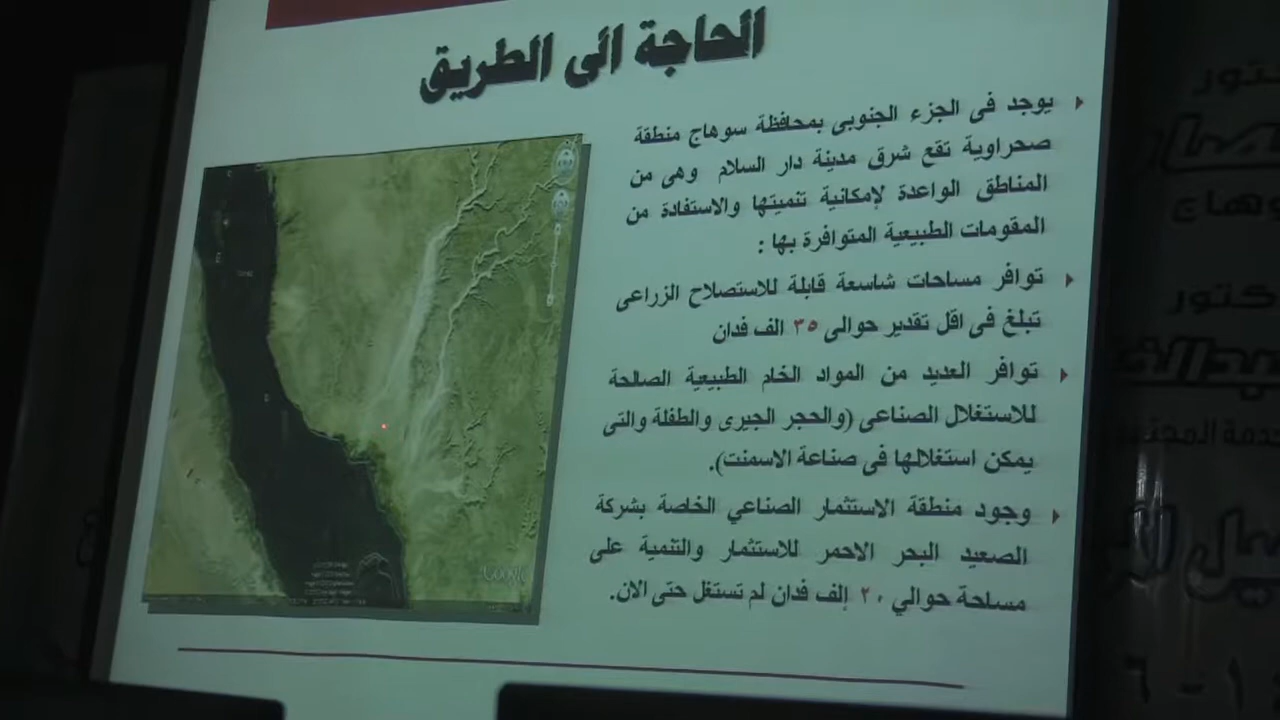 الحاجة الى الطريق
يوجد فى الجزء الجنوبى بمحافظة سوهاج منطقة
صحراوية تقع شرق مدينة دار السلام وهى من
المناطق الواعدة لإمكانية تنميتها والاستفادة من
المقومات الطبيعية المتوافرة بها :
توافر مساحات شاسعة قابلة للاستصلاح الزراعى
تبلغ فى اقل تقدير حوالى ٣٥ الف فدان
توافر العديد من المواد الخام الطبيعية الصالحة
للاستغلال الصناعى (والحجر الجيرى والطفلة والتى
يمكن استغلالها فى صناعة الاسمنت).
وجود منطقة الاستثمار الصناعي الخاصة بشركة
الصعيد البحر الاحمر للاستثمار والتنمية على
مساحة حوالي ٢٠ إلف فدان لم تستغل حتى الان.
Google